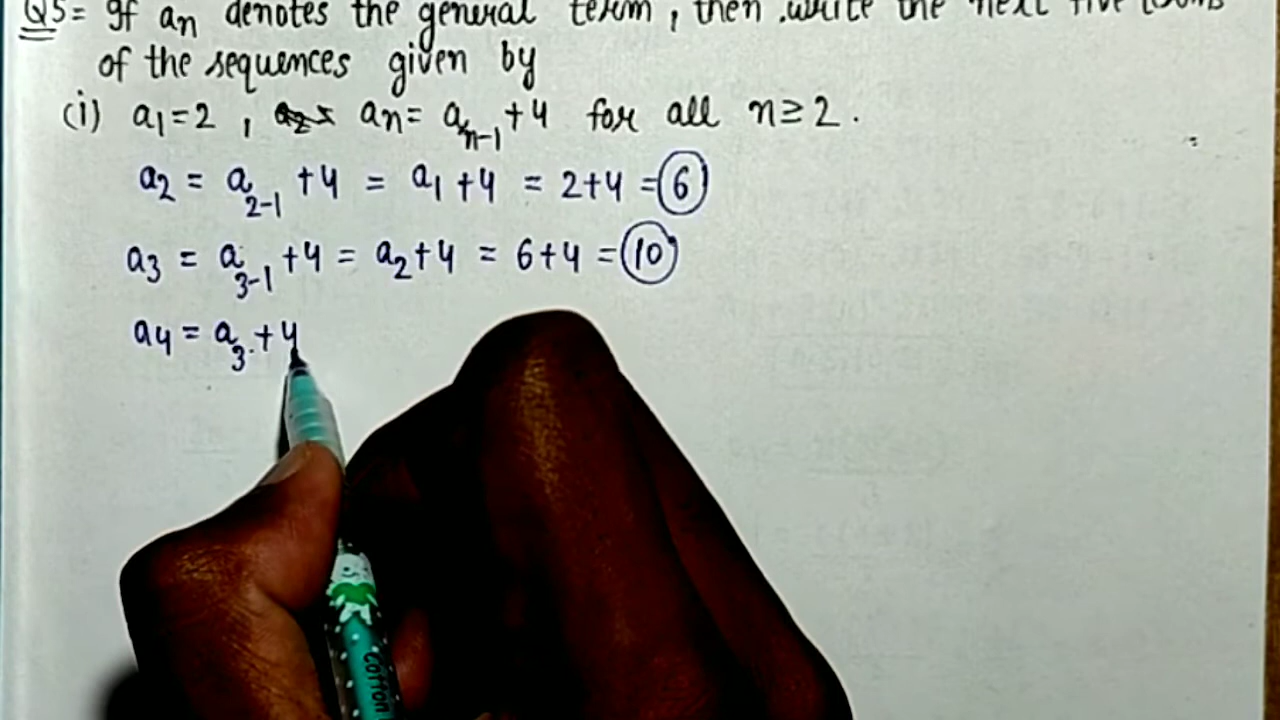 Q5= If an denotes the general term, then write the next five terms
of the sequences given by
(i) a1=2, an= an-1+4 for all n≥2.
a2 = a2-1 +4 = a1+4 = 2+4 =6
a3 = a3-1 +4 = a2+4 = 6+4 =10
a4 = a3.+4
Cotton